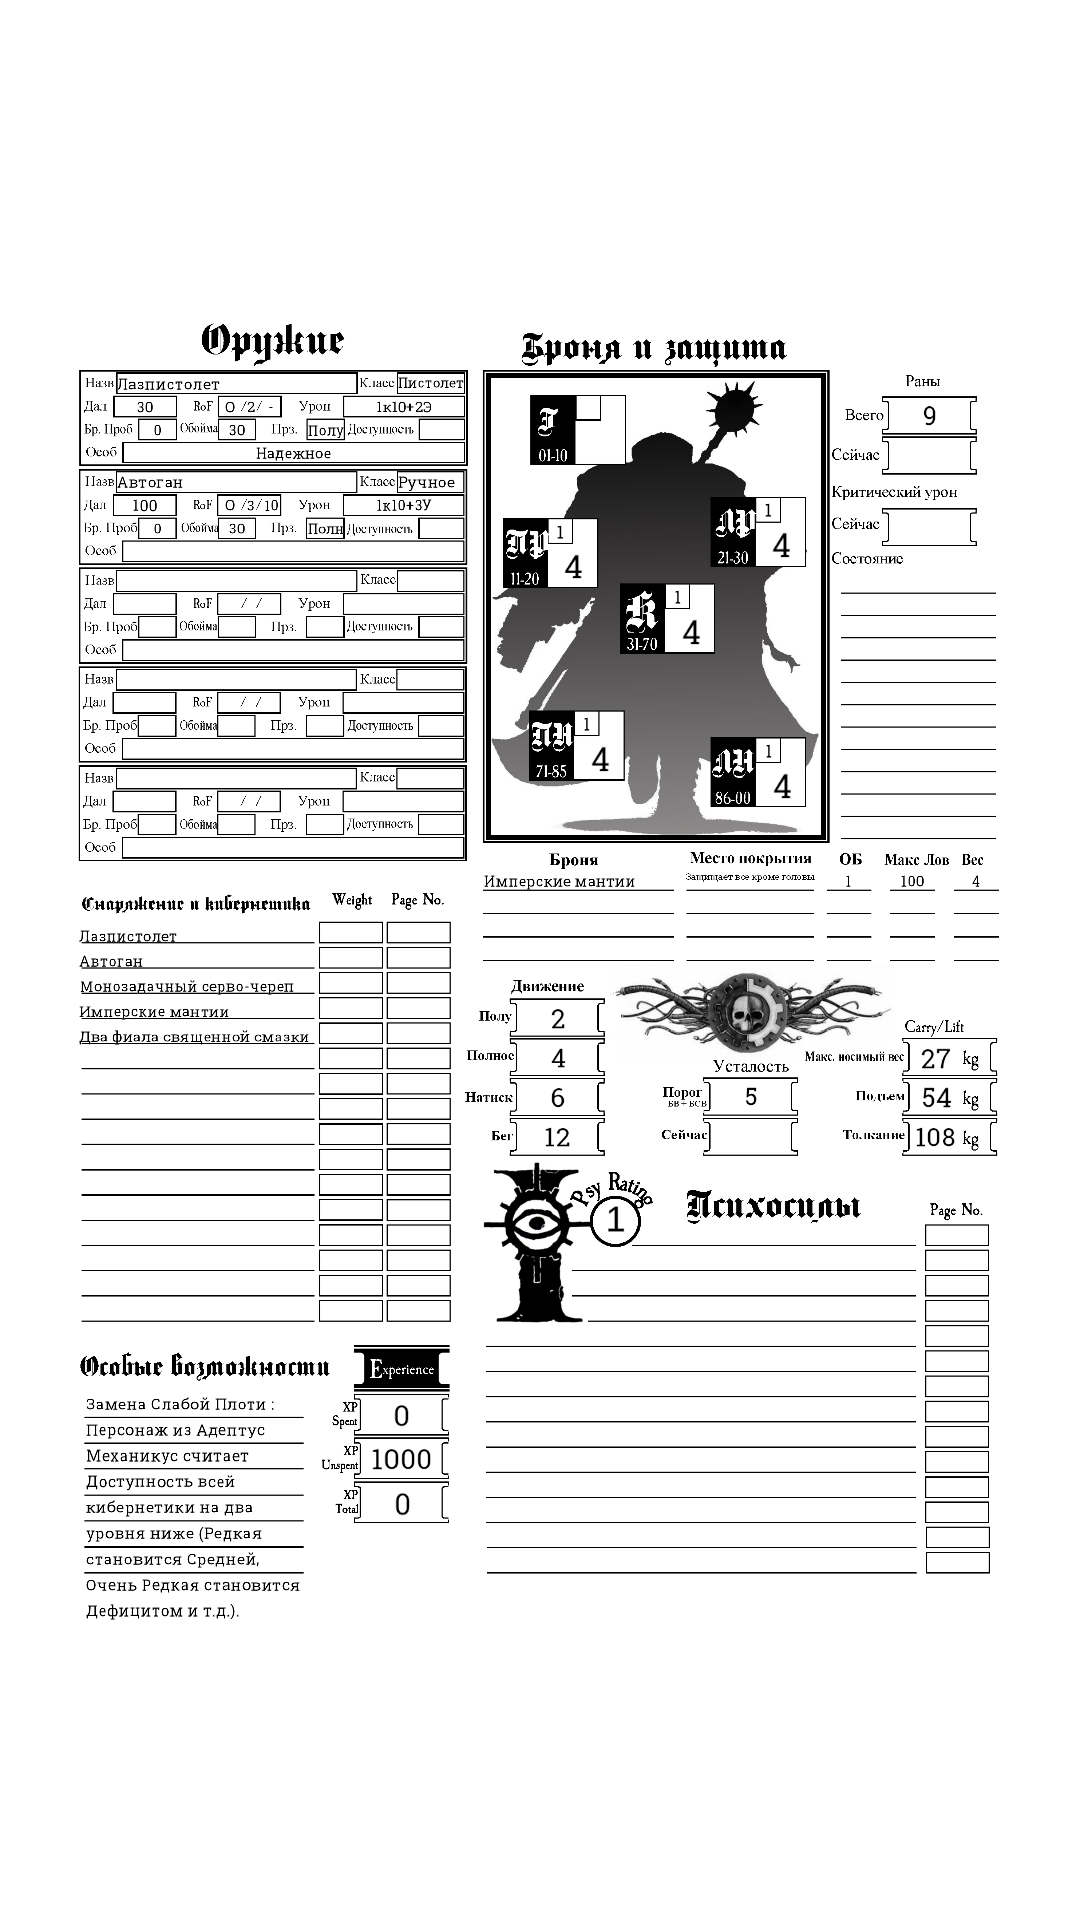 Оружие
Назв Лазпистолет Класс Пистолет
Дал 30 RoF О /2/ - Урон 1к10+2Э
Бр. Проб 0 Обойма 30 Прз. Полу Доступность
Особ Надежное
Назв Автоган Класс Ручное
Дал 100 RoF О /3/10 Урон 1к10+3У
Бр. Проб 0 Обойма 30 Прз. Полн Доступность
Особ
Назв Класс
Дал RoF / / Урон
Бр. Проб Обойма Прз. Доступность
Особ
Назв Класс
Дал RoF / / Урон
Бр. Проб Обойма Прз. Доступность
Особ
Назв Класс
Дал RoF / / Урон
Бр. Проб Обойма Прз. Доступность
Особ
Броня и защита
Г
01-10
ПР 1
11-20 4
ЛР 1
21-30 4
К 1
31-70 4
ПН 1
71-85 4
ЛН 1
86-00 4
Раны
Всего 9
Сейчас
Критический урон
Сейчас
Состояние
Броня Место покрытия ОБ Макс Лов Вес
Имперские мантии Защищает все кроме головы 1 100 4
Снаряжение и кибернетика Weight Page No.
Лазпистолет
Автоган
Монозадачный серво-череп
Имперские мантии
Два фиала священной смазки
Движение
Полу 2
Полное 4
Натиск 6
Бег 12
Усталость
Порог 5
БВ+БСВ
Сейчас
Carry/Lift
Макс. носимый вес 27 kg
Подъем 54 kg
Толкание 108 kg
Psy Rating
1
Психосилы Page No.
Особые возможности
Замена Слабой Плоти :
Персонаж из Адептус
Механикус считает
Доступность всей
кибернетики на два
уровня ниже (Редкая
становится Средней,
Очень Редкая становится
Дефицитом и т.д.).
Experience
XP Spent 0
XP Unspent 1000
XP Total 0